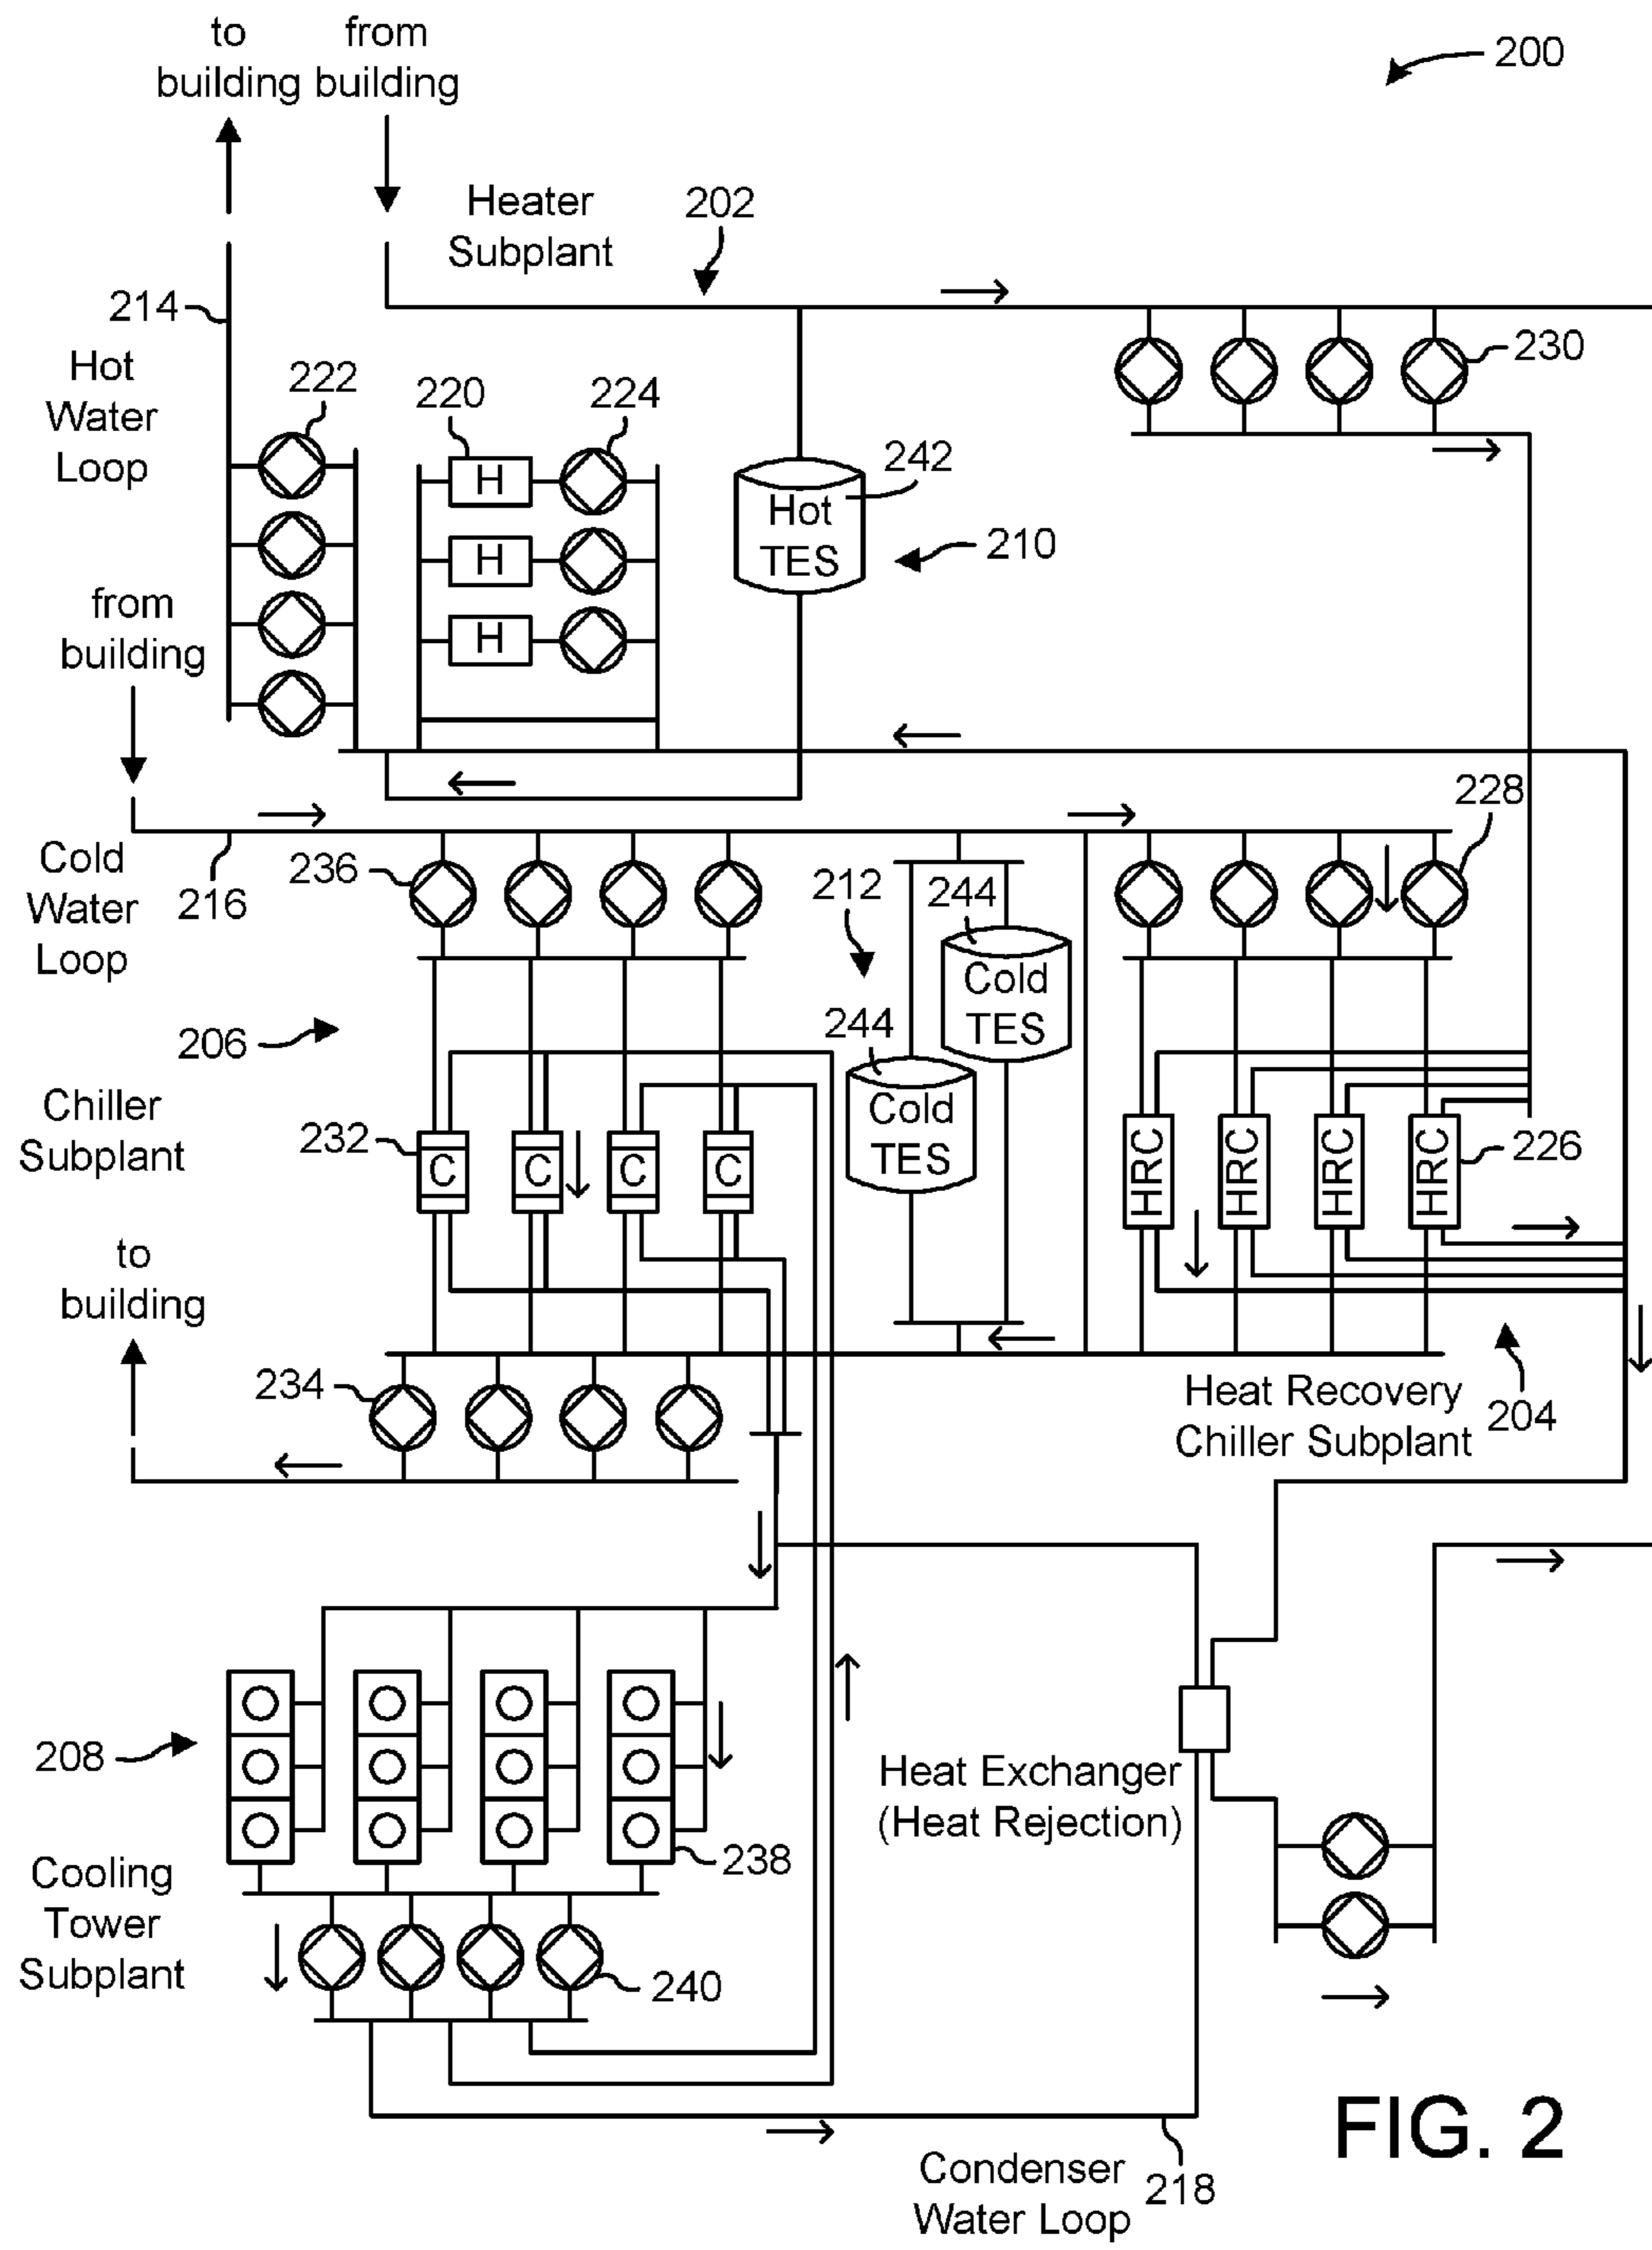 to
building
from
building
200
Heater
Subplant
202
214
Hot
Water
Loop
222
220
224
230
H
H
H
Hot
TES
242
210
from
building
228
Cold
Water
Loop
216
236
212
244
Cold
TES
244
Cold
TES
206
Chiller
Subplant
232
C
C
C
C
HRC
HRC
HRC
HRC
226
to
building
234
Heat Recovery
Chiller Subplant
204
208
Heat Exchanger
(Heat Rejection)
238
Cooling
Tower
Subplant
240
Condenser
Water Loop
218
FIG. 2